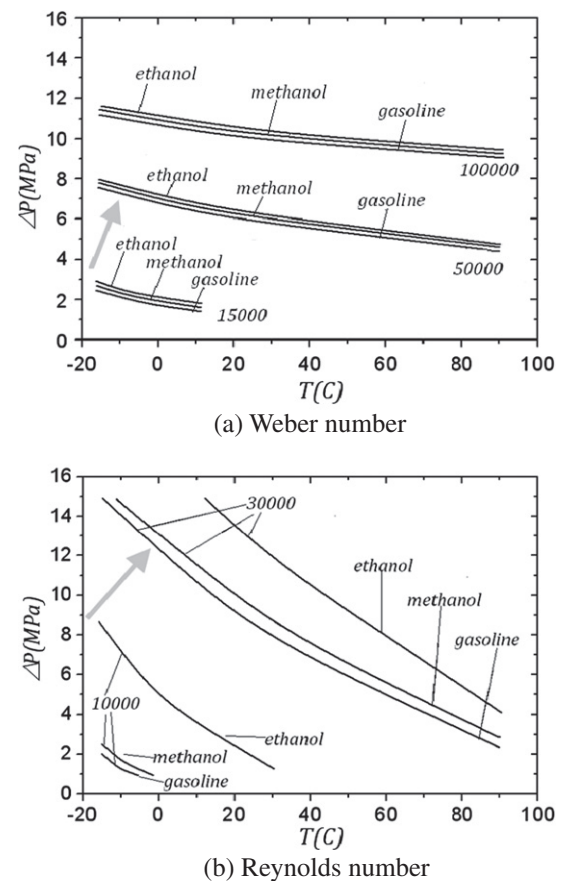 16
14
12
10
8
6
4
2
0
ΔP(MPa)
ethanol
methanol
gasoline
100000
ethanol
methanol
gasoline
50000
ethanol
methanol
gasoline
15000
-20 0 20 40 60 80 100
T(C)
(a) Weber number
16
14
12
10
8
6
4
2
0
ΔP(MPa)
30000
ethanol
methanol
gasoline
10000
ethanol
methanol
gasoline
-20 0 20 40 60 80 100
T(C)
(b) Reynolds number